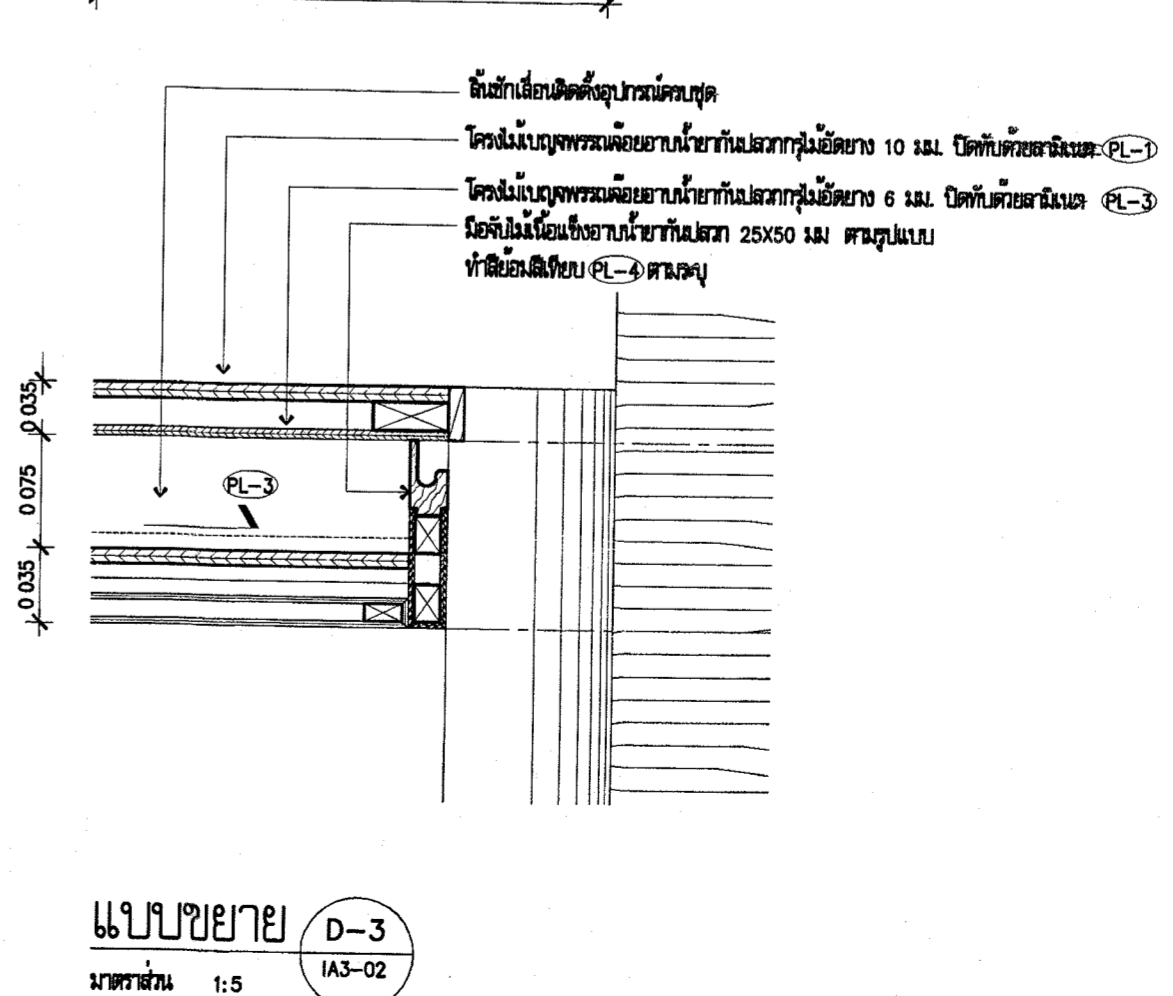 ลิ้นชักเลื่อนติดตั้งอุปกรณ์ครบชุด
โครงไม้เบญจพรรณจ๊อยอาบน้ำยากันปลวกกรุไม้อัดยาง 10 มม. ปิดทับด้วยลามิเนต PL-1
โครงไม้เบญจพรรณจ๊อยอาบน้ำยากันปลวกกรุไม้อัดยาง 6 มม. ปิดทับด้วยลามิเนต PL-3
มือจับไม้เนื้อแข็งอาบน้ำยากันปลวก 25X50 มม ตามรูปแบบ
ทำสีย้อมสีเทียบ PL-4 ตามระบุ
0.035
0.075
0.035
PL-3
แบบขยาย D-3
มาตราส่วน 1:5 IA3-02